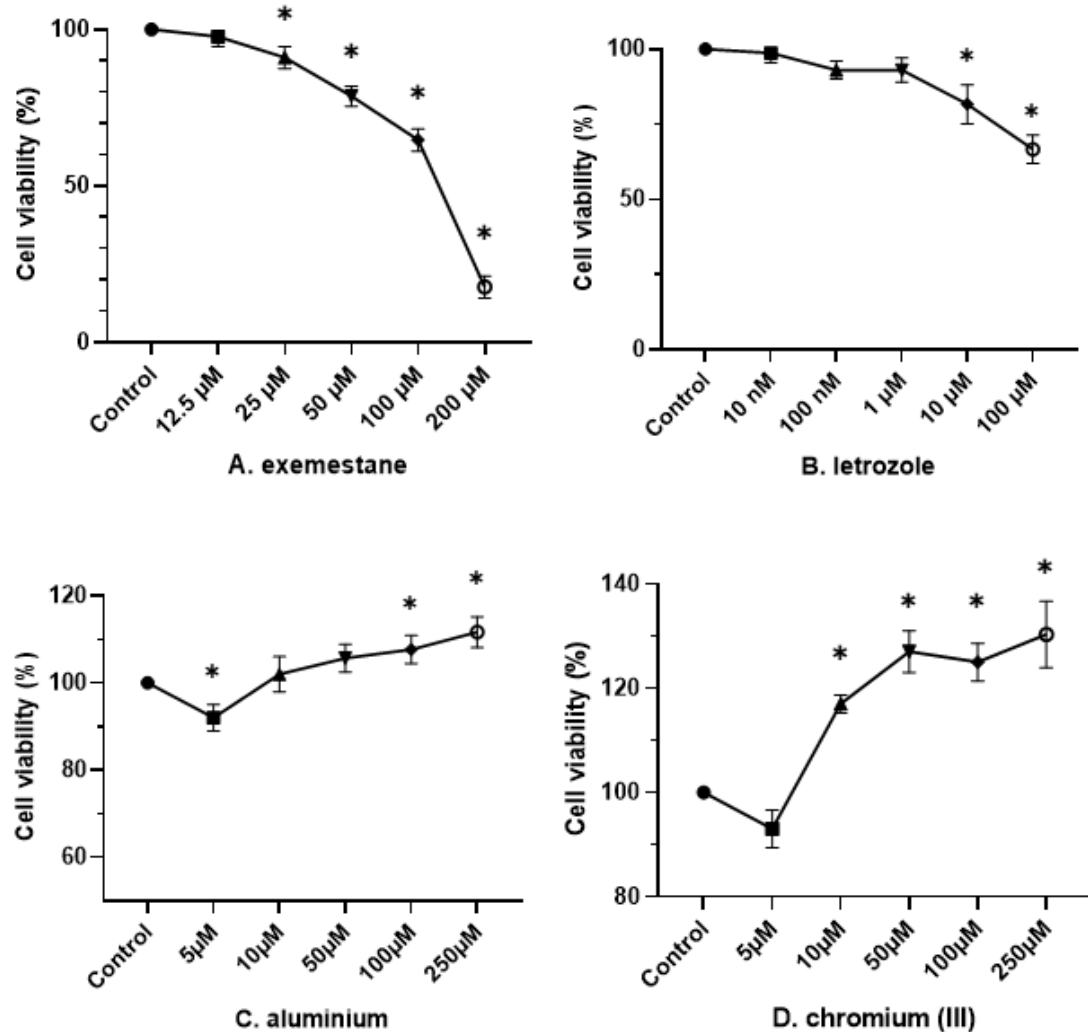 Cell viability (%)
100
50
0
* * * *
Control 12.5 μM 25 μM 50 μM 100 μM 200 μM
A. exemestane
Cell viability (%)
100
50
0
* *
Control 10 nM 100 nM 1 μM 10 μM 100 μM
B. letrozole
Cell viability (%)
120
100
80
60
* * *
Control 5μM 10μM 50μM 100μM 250μM
C. aluminium
Cell viability (%)
140
120
100
80
* * * *
Control 5μM 10μM 50μM 100μM 250μM
D. chromium (III)